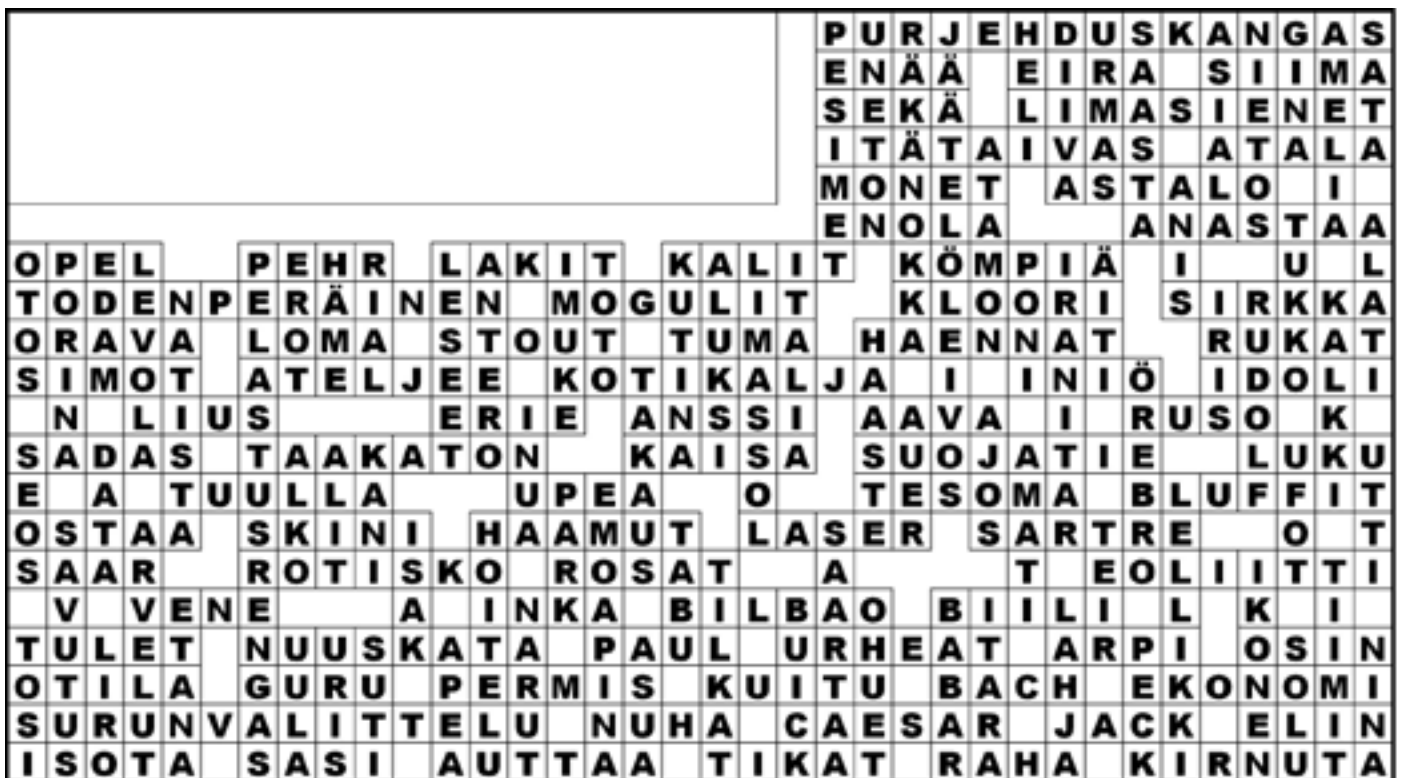 PURJEHDUSKANGAS
ENÄÄ EIRA SIIMA
SEKÄ LIMASIENET
ITÄTAIVAS ATALA
MONET ASTALO I
ENOLA ANASTAA
OPEL PEHR LAKIT KALIT KÖMPIÄ I U L
TODENPERÄINEN MOGULIT KLOORI SIRKKA
ORAVA LOMA STOUT TUMA HAENNAT RUKAT
SIMOT ATELJEE KOTIKALJA I INIÖ IDOLI
N LIUS ERIE ANSSI AAVA I RUSO K
SADAS TAAKATON KAISA SUOJATIE LUKU
E A TUULLA UPEA O TESOMA BLUFFIT
OSTAA SKINI HAAMUT LASER SARTRE O T
SAAR ROTISKO ROSAT A T EOLIITTI
V VENE A INKA BILBAO BIILI L K I
TULET NUUSKATA PAUL URHEAT ARPI OSIN
OTILA GURU PERMIS KUITU BACH EKONOMI
SURUNVALITTELU NUHA CAESAR JACK ELIN
ISOTA SASI AUTTAA TIKAT RAHA KIRNUTA